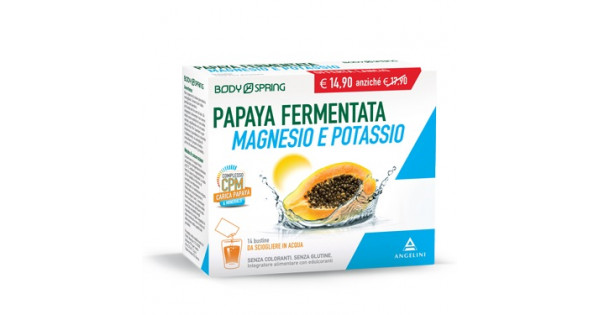 BODY SPRING
€ 14,90 anziché € 17,90
PAPAYA FERMENTATA
MAGNESIO E POTASSIO
COMPLESSO
CPM
CARICA PAPAYA
E MINERALI
14 bustine
DA SCIOGLIERE IN ACQUA
SENZA COLORANTI. SENZA GLUTINE.
Integratore alimentare con edulcoranti
ANGELINI